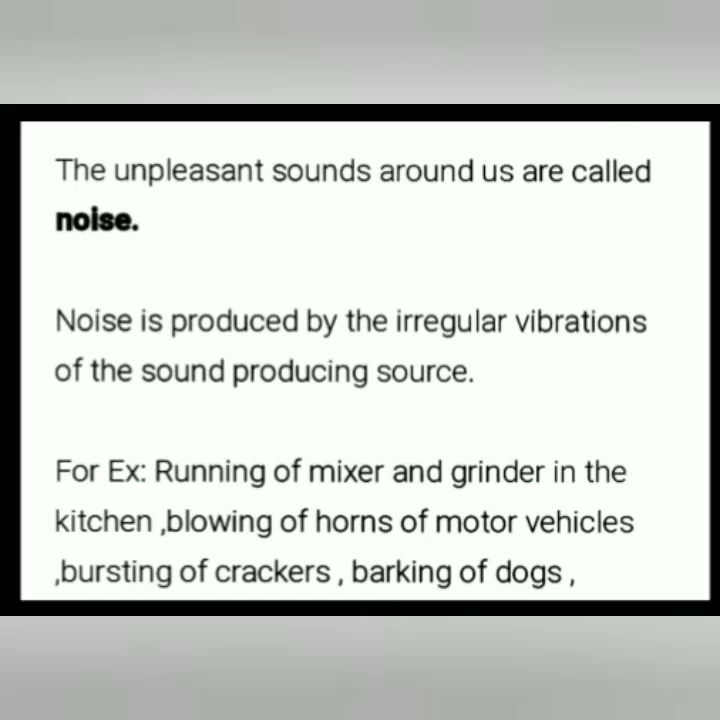 The unpleasant sounds around us are called
noise.
Noise is produced by the irregular vibrations
of the sound producing source.
For Ex: Running of mixer and grinder in the
kitchen ,blowing of horns of motor vehicles
,bursting of crackers , barking of dogs ,